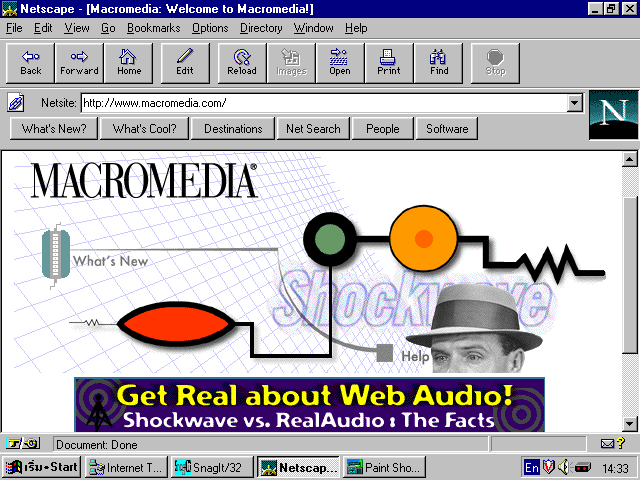 Netscape - [Macromedia: Welcome to Macromedia!]
File Edit View Go Bookmarks Options Directory Window Help
Back Forward Home Edit Reload Images Open Print Find Stop
Netsite: http://www.macromedia.com/
N
What's New? What's Cool? Destinations Net Search People Software
MACROMEDIA®
What's New
Shockwave
Help
Get Real about Web Audio!
Shockwave vs. RealAudio : The Facts
Document: Done
?
เริ่ม•Start Internet T... SnagIt/32 Netscap... Paint Sho... En 14:33